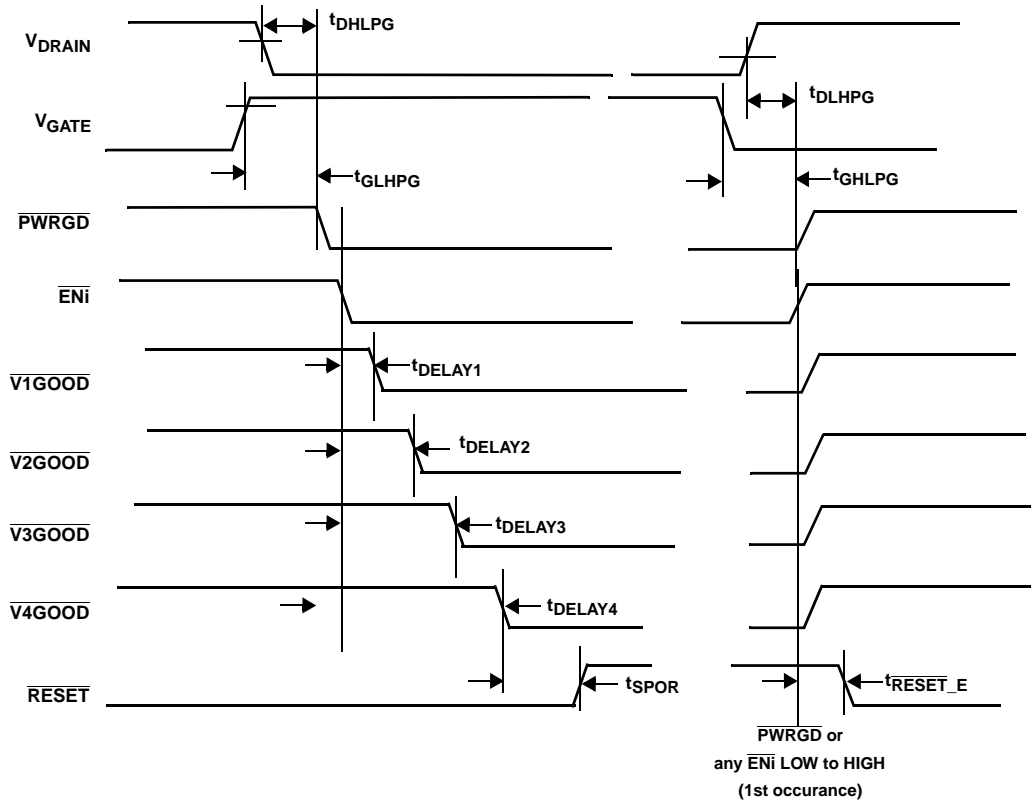 tDHLPG
VDRAIN
tDLHPG
VGATE
tGLHPG
tGHLPG
PWRGD
ENi
tDELAY1
V1GOOD
tDELAY2
V2GOOD
tDELAY3
V3GOOD
tDELAY4
V4GOOD
tSPOR
tRESET_E
RESET
PWRGD or
any ENi LOW to HIGH
(1st occurance)